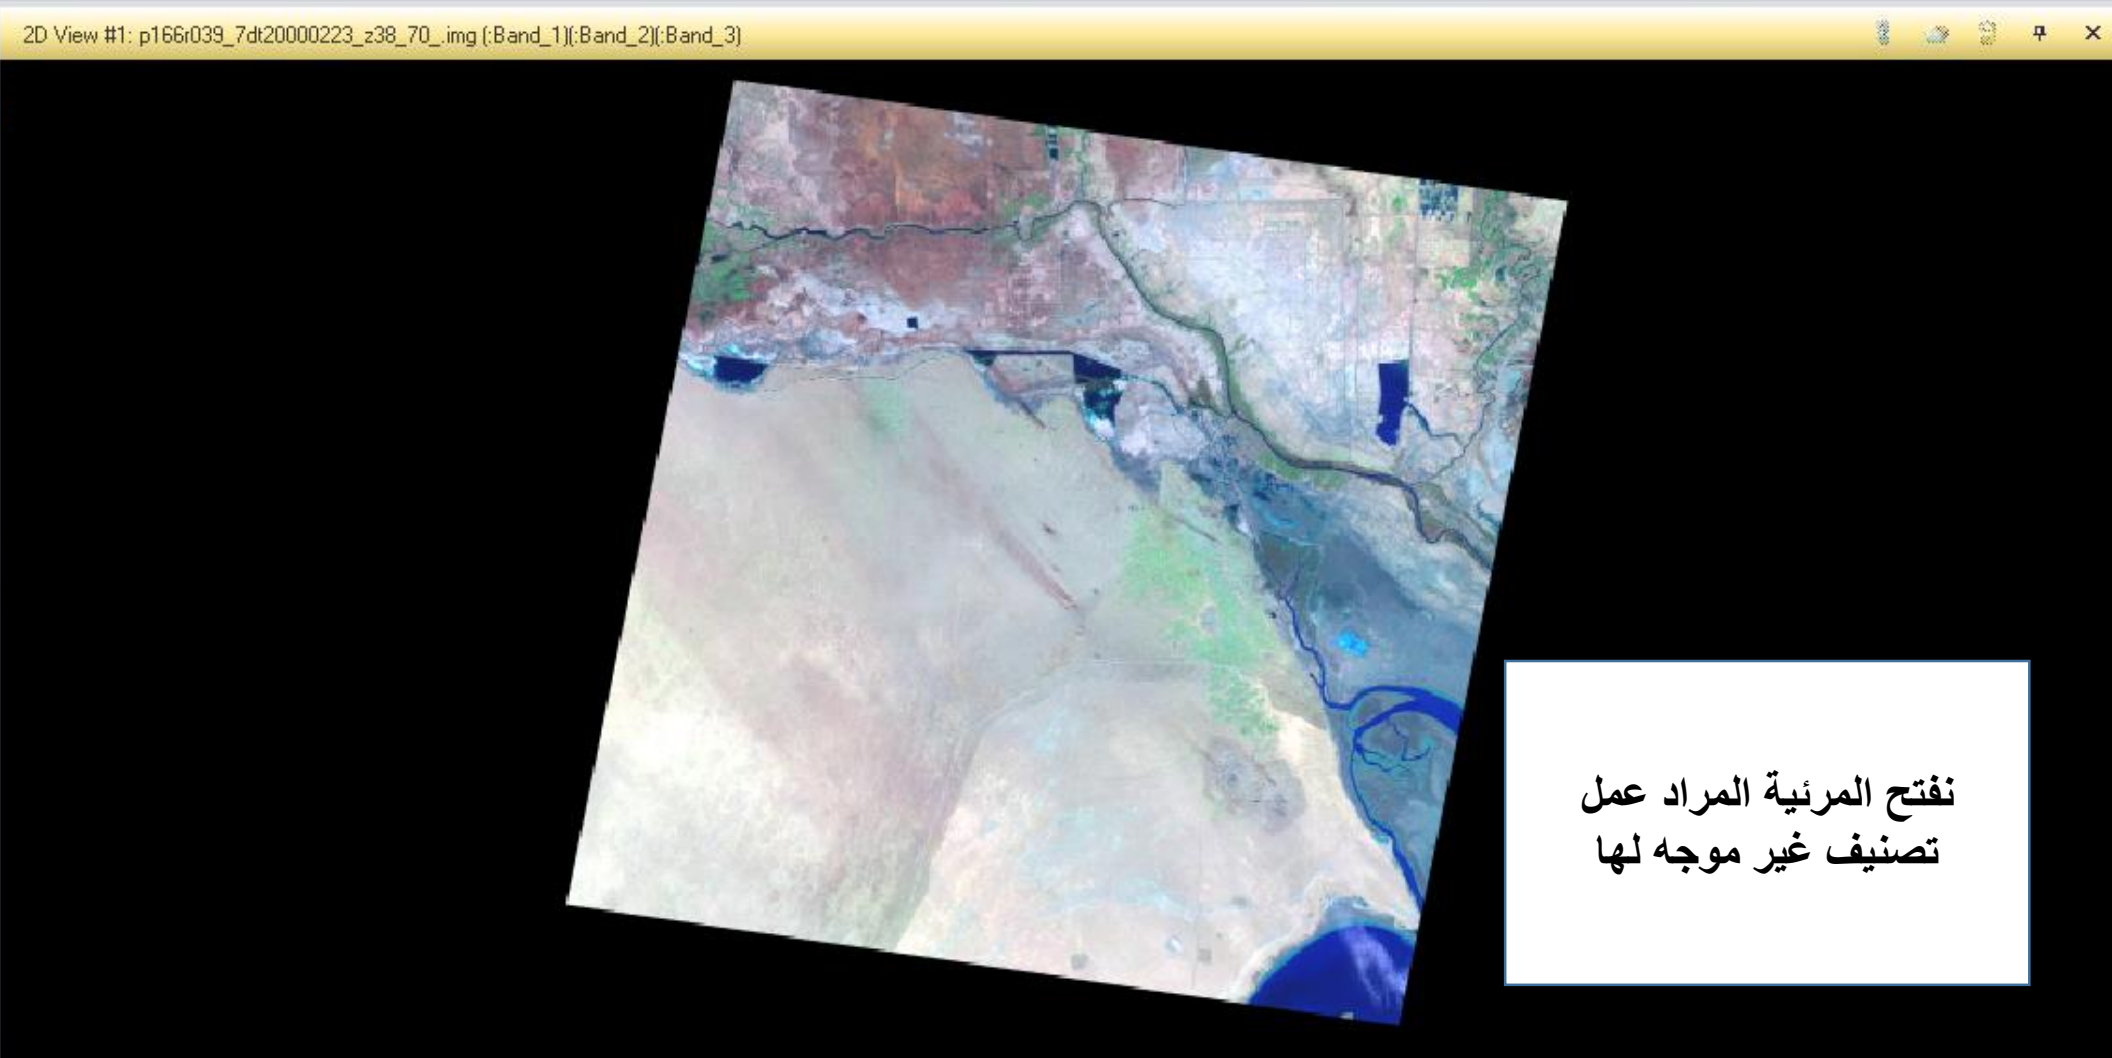 2D View #1: p166r039_7dt20000223_z38_70_.img (:Band_1)(:Band_2)(:Band_3)
نفتح المرئية المراد عمل
تصنيف غير موجه لها